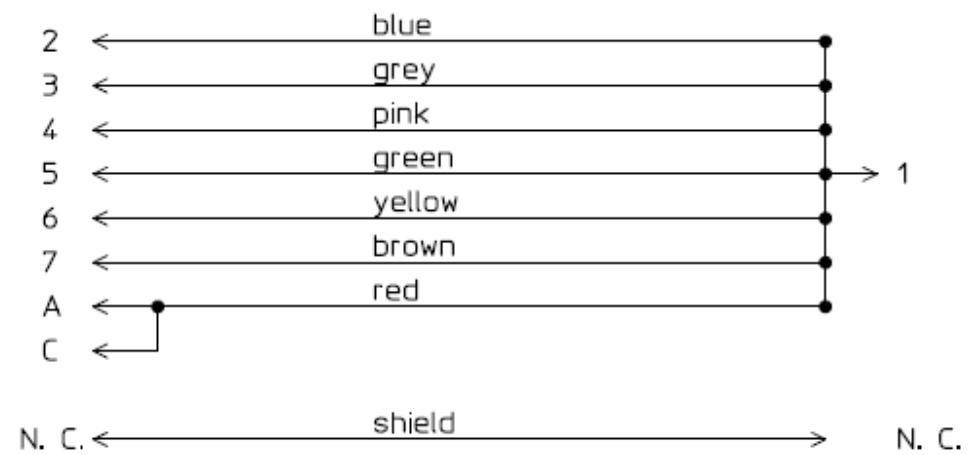 2 blue
3 grey
4 pink
5 green 1
6 yellow
7 brown
A red
C
N. C. shield N. C.